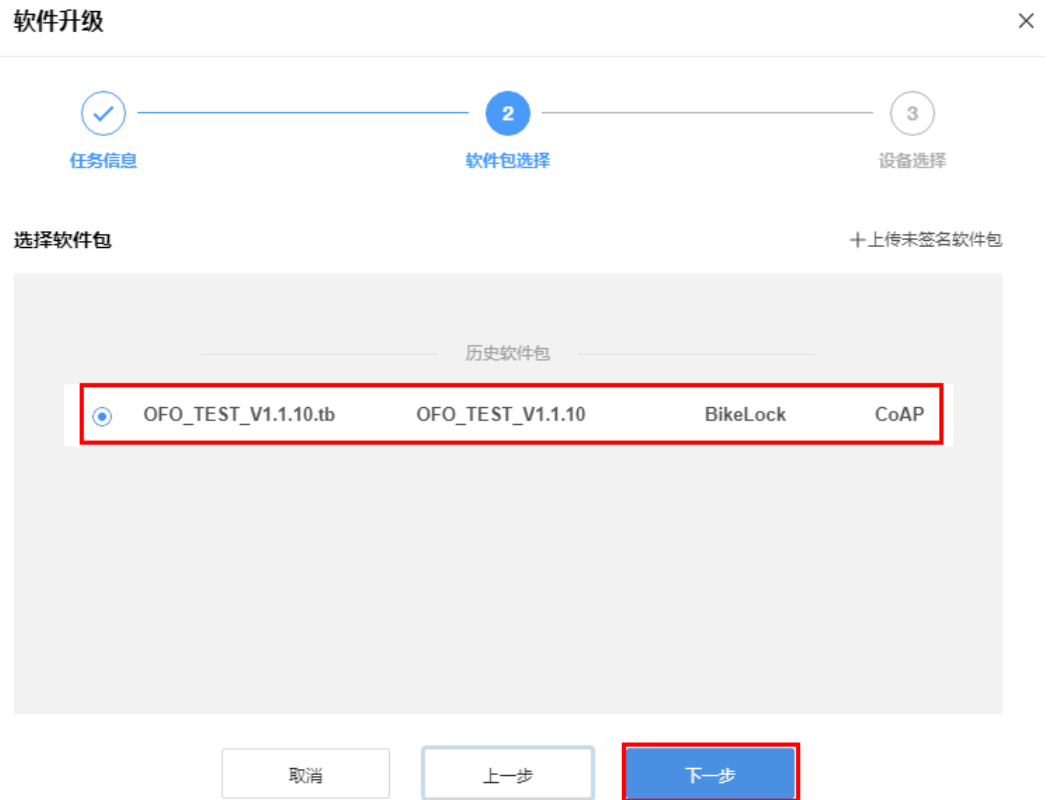 软件升级
2
3
任务信息
软件包选择
设备选择
选择软件包
+上传未签名软件包
历史软件包
OFO_TEST_V1.1.10.tb OFO_TEST_V1.1.10 BikeLock CoAP
取消 上一步 下一步